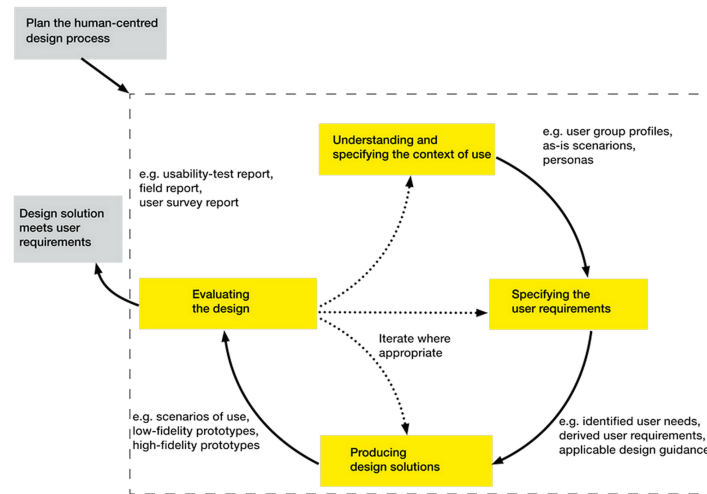 Plan the human-centred
design process
Understanding and
specifying the context of use
e.g. user group profiles,
as-is scenarions,
personas
e.g. usability-test report,
field report,
user survey report
Design solution
meets user
requirements
Evaluating
the design
Specifying the
user requirements
Iterate where
appropriate
e.g. scenarios of use,
low-fidelity prototypes,
high-fidelity prototypes
e.g. identified user needs,
derived user requirements,
applicable design guidance
Producing
design solutions